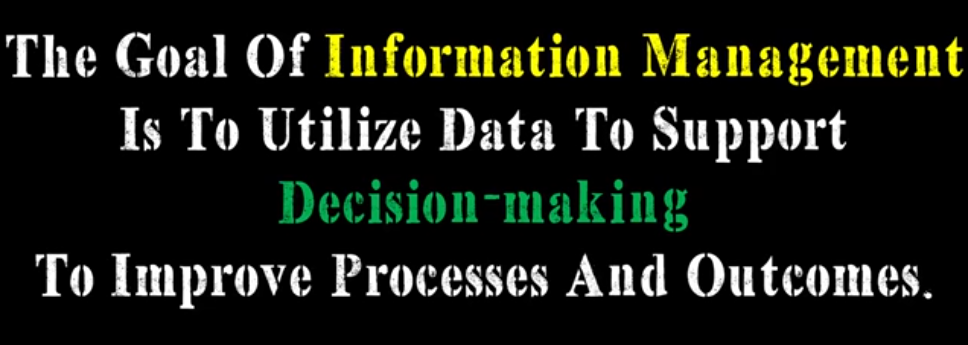 The Goal Of Information Management
Is To Utilize Data To Support
Decision-making
To Improve Processes And Outcomes.